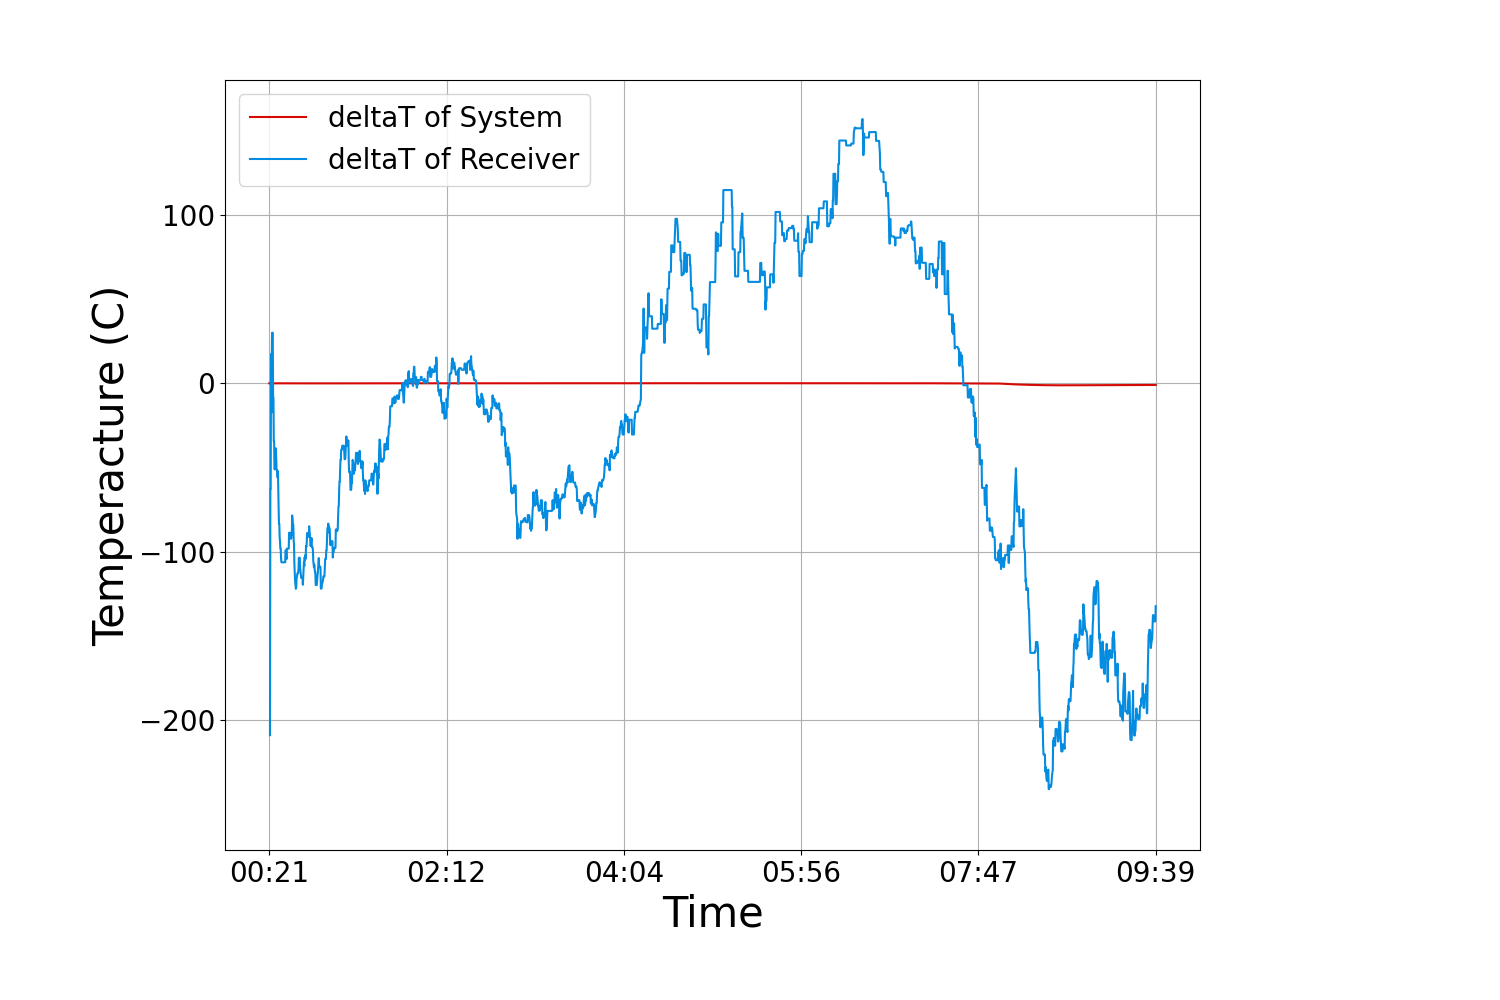 deltaT of System
deltaT of Receiver
Temperacture (C)
100
0
−100
−200
00:21 02:12 04:04 05:56 07:47 09:39
Time